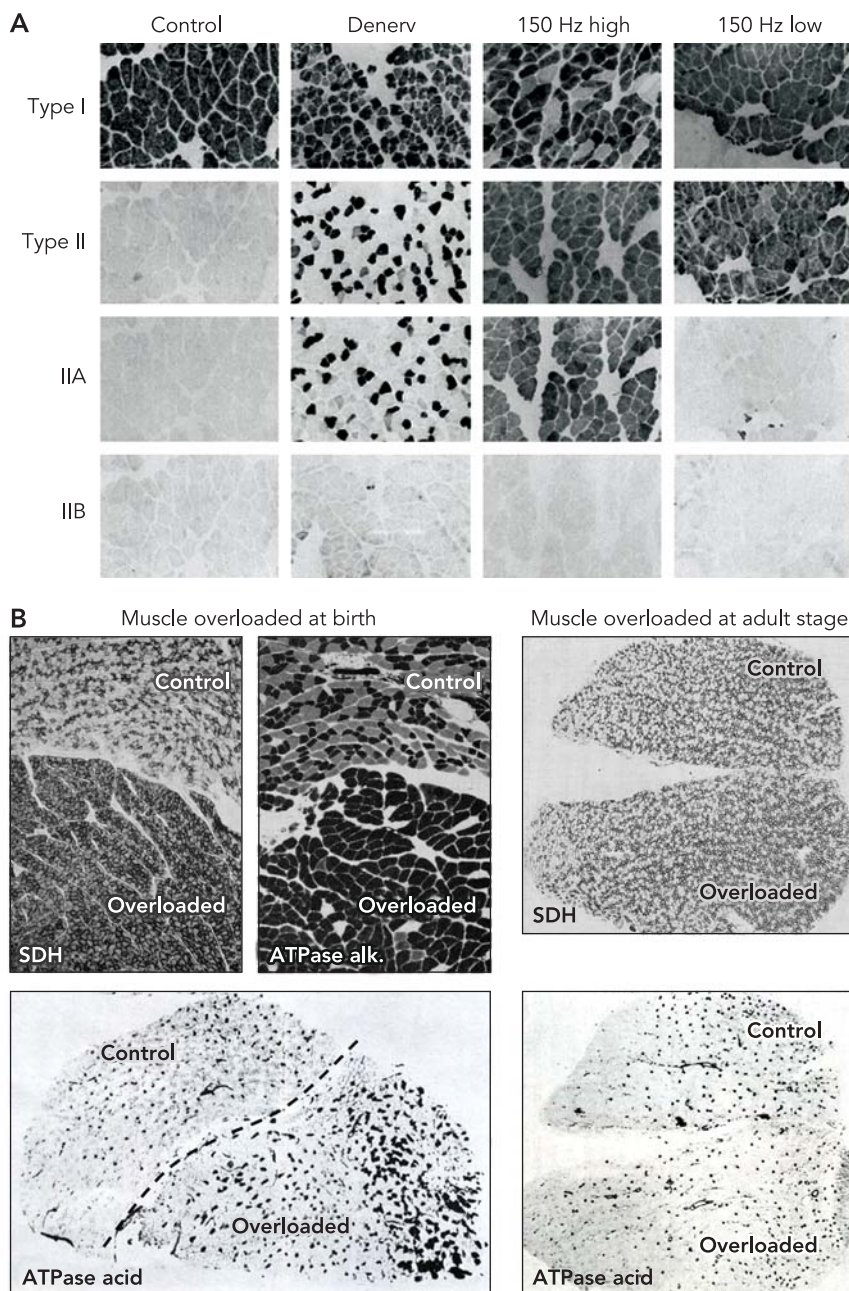 A
Control Denerv 150 Hz high 150 Hz low
Type I
Type II
IIA
IIB
B
Muscle overloaded at birth Muscle overloaded at adult stage
Control
Overloaded
SDH
Control
Overloaded
ATPase alk.
Control
Overloaded
SDH
Control
Overloaded
ATPase acid
Control
Overloaded
ATPase acid